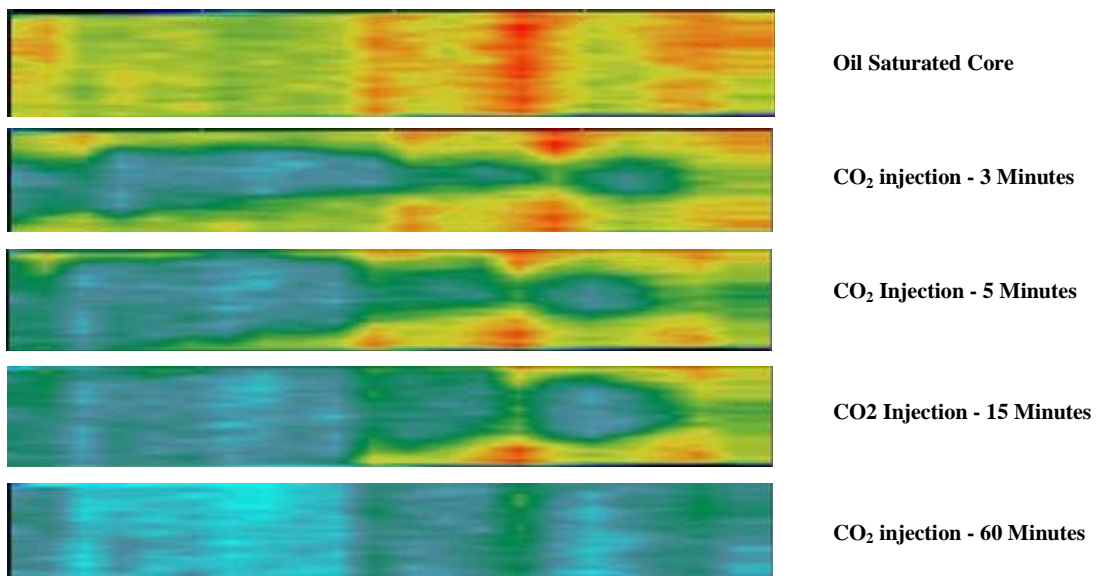 Oil Saturated Core
CO₂ injection - 3 Minutes
CO₂ Injection - 5 Minutes
CO2 Injection - 15 Minutes
CO₂ injection - 60 Minutes